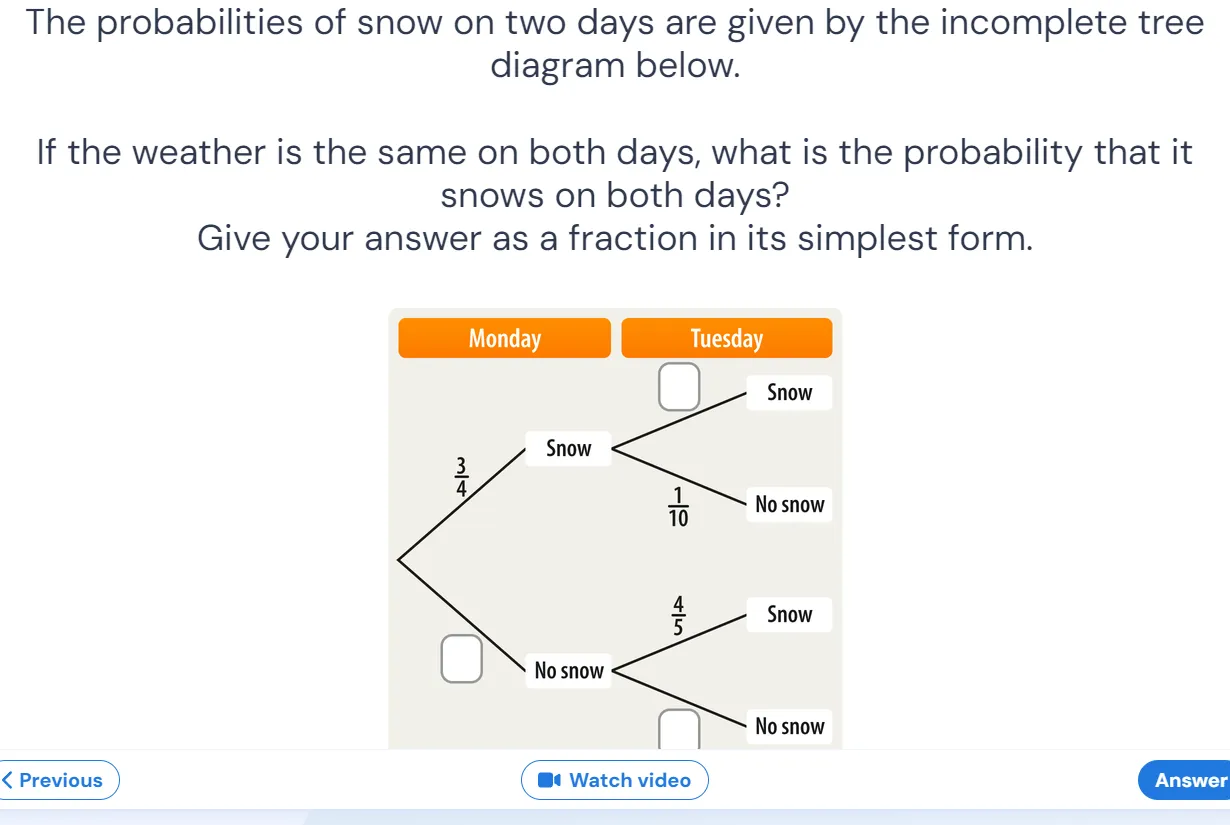 The probabilities of snow on two days are given by the incomplete tree
diagram below.
If the weather is the same on both days, what is the probability that it
snows on both days?
Give your answer as a fraction in its simplest form.
Monday Tuesday
Snow
Snow
3/4
1/10
No snow
4/5
Snow
No snow
No snow
Previous Watch video Answer